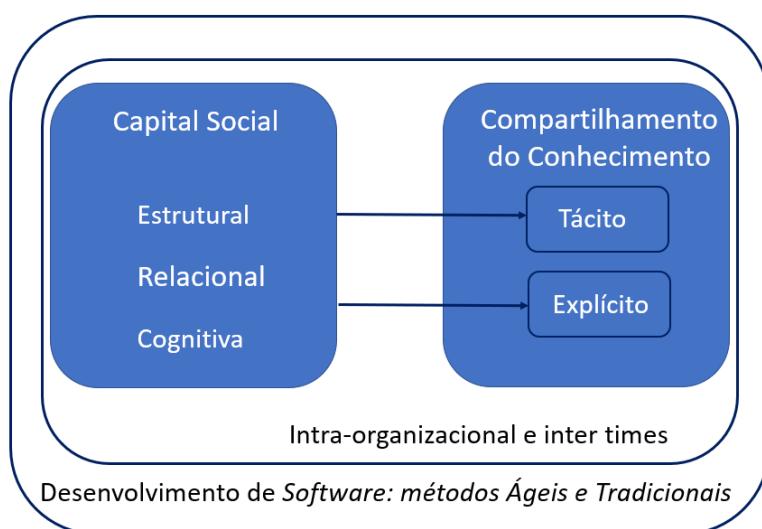 Capital Social
Estrutural
Relacional
Cognitiva
Compartilhamento
do Conhecimento
Tácito
Explícito
Intra-organizacional e inter times
Desenvolvimento de Software: métodos Ágeis e Tradicionais